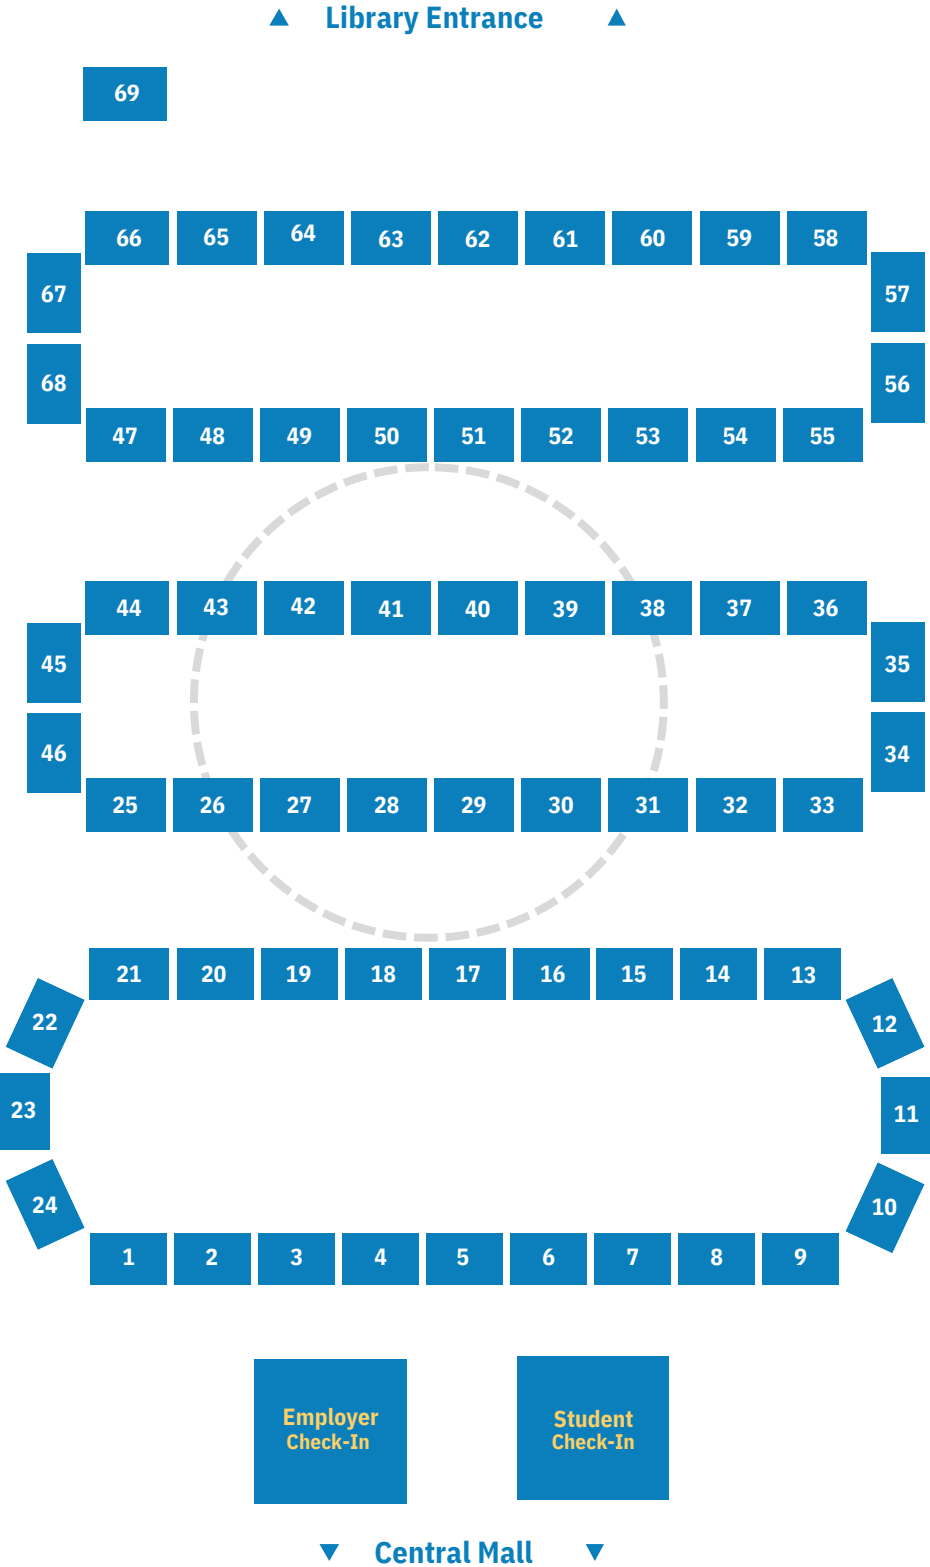 ▲ Library Entrance ▲
69
66 65 64 63 62 61 60 59 58
67 57
68 56
47 48 49 50 51 52 53 54 55
44 43 42 41 40 39 38 37 36
45 35
46 34
25 26 27 28 29 30 31 32 33
21 20 19 18 17 16 15 14 13
22 12
23 11
24 10
1 2 3 4 5 6 7 8 9
Employer
Check-In
Student
Check-In
▼ Central Mall ▼